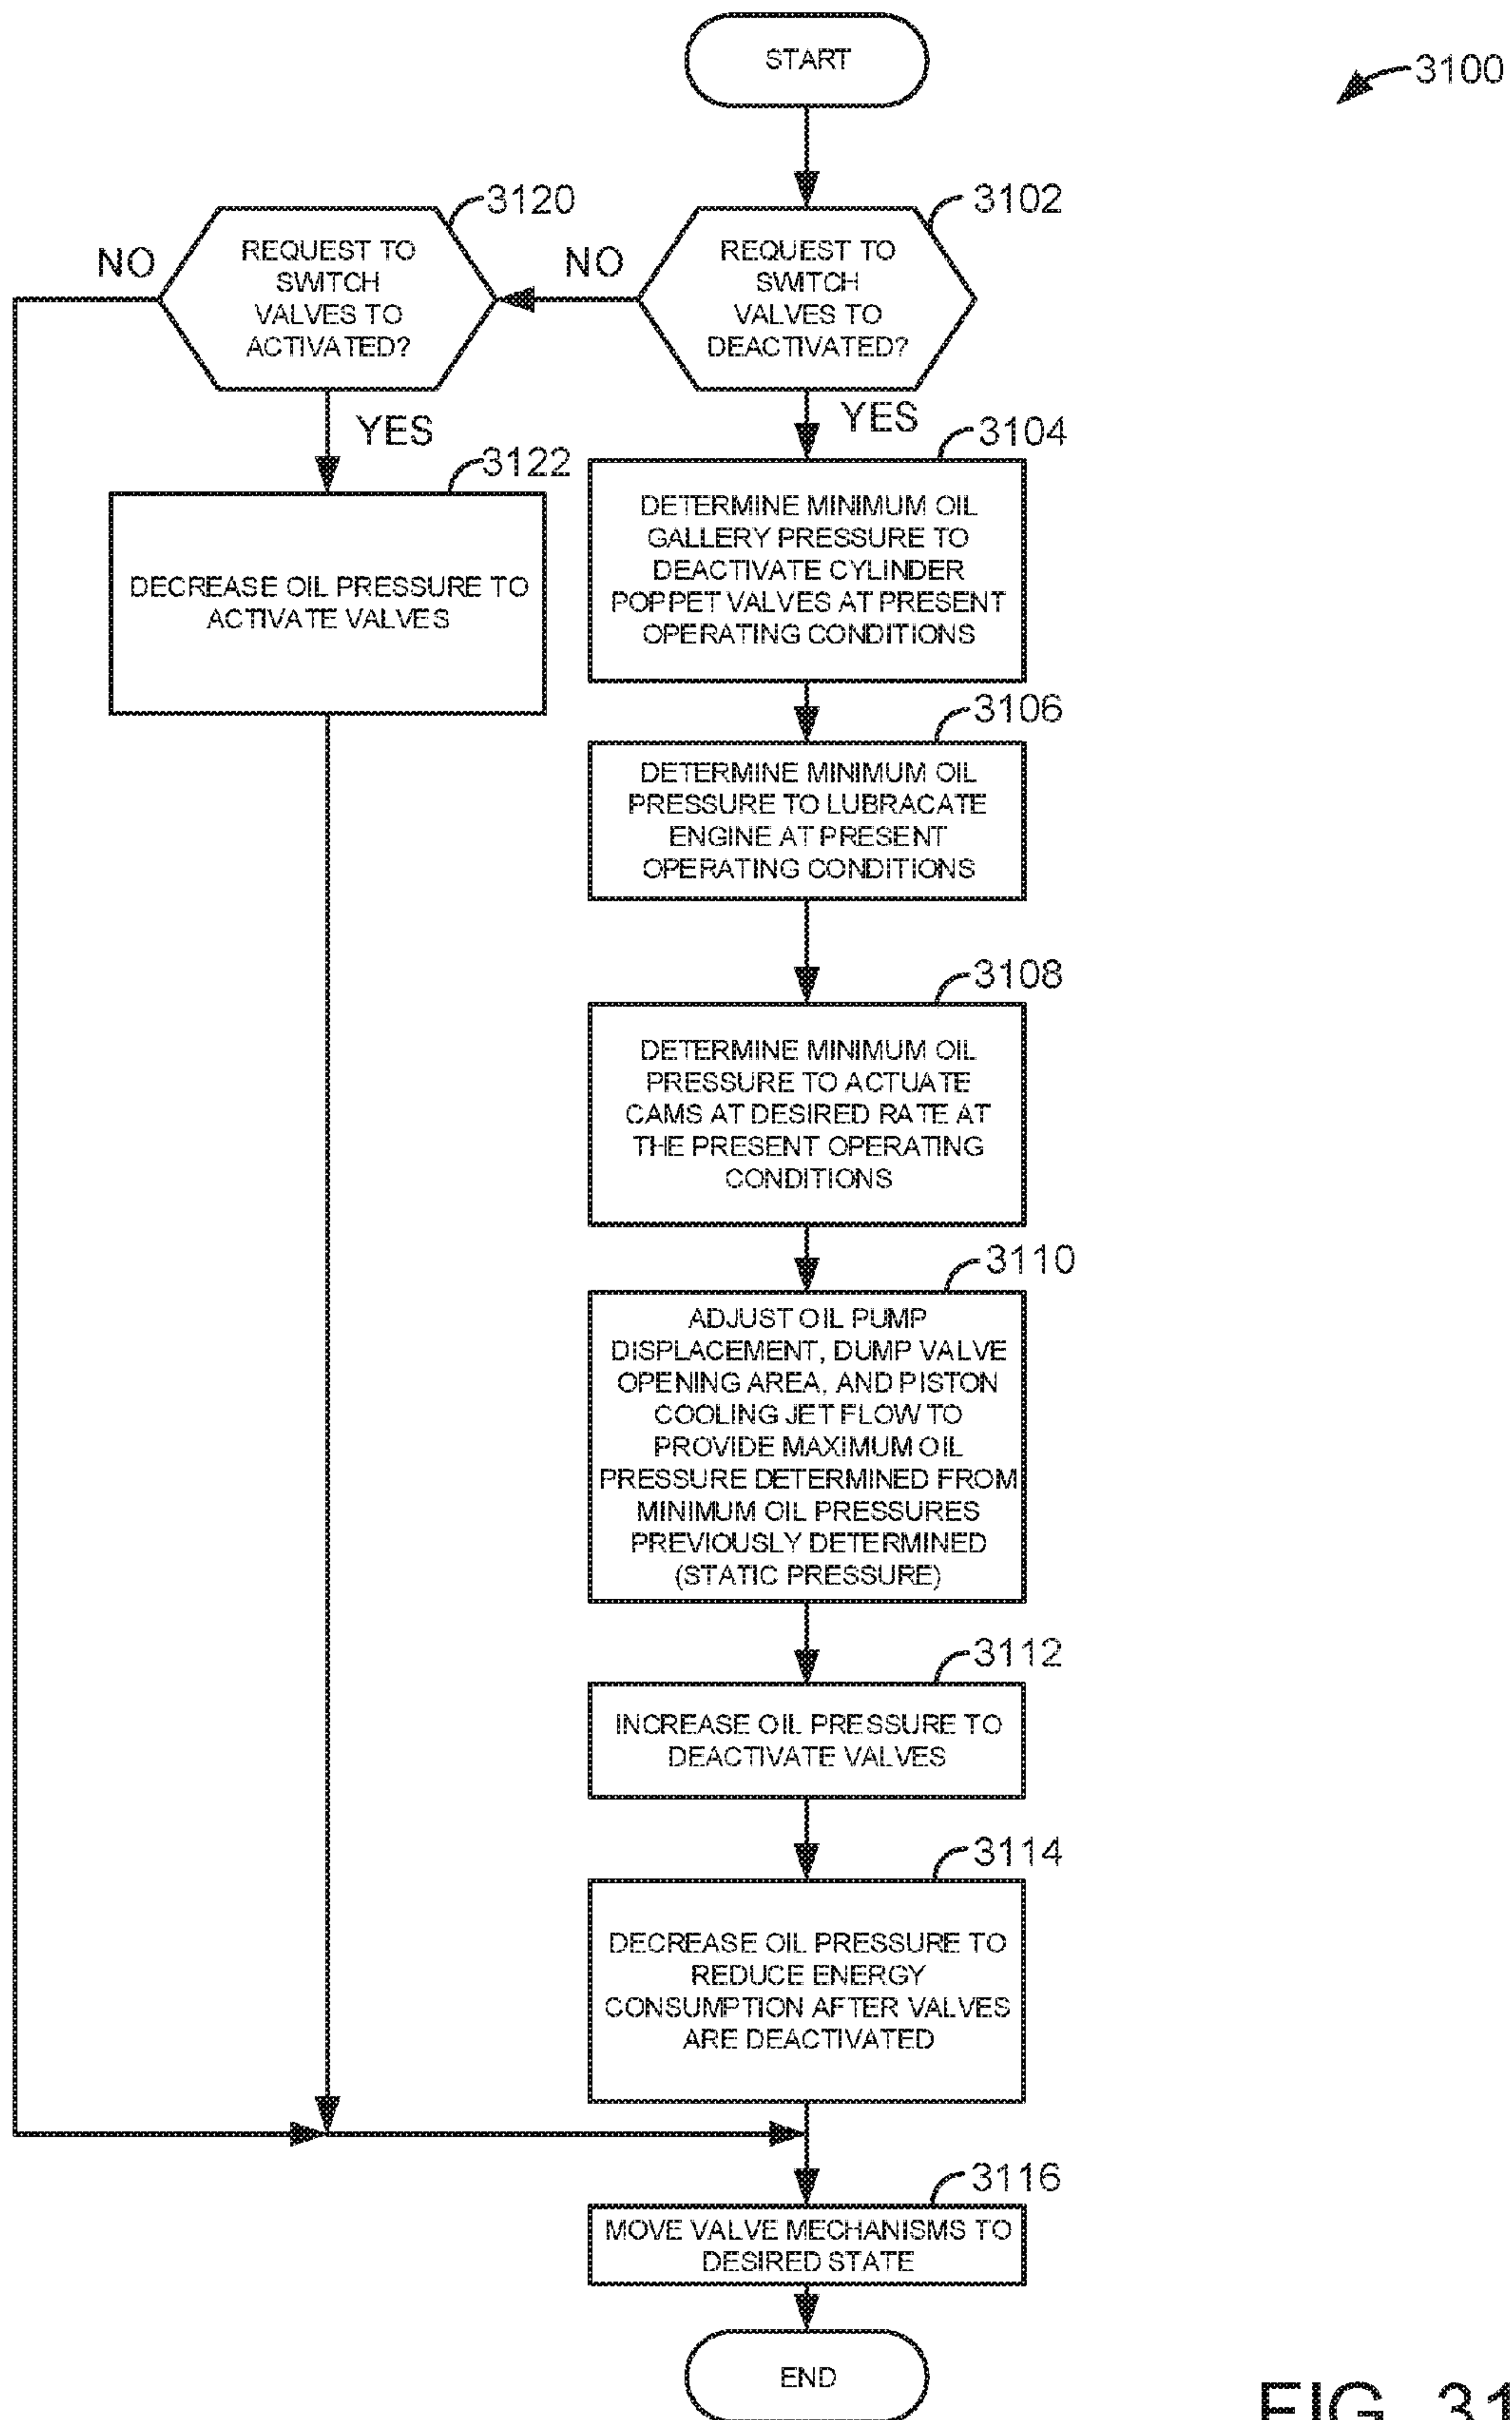 START
3100
3120
3102
NO
REQUEST TO
SWITCH
VALVES TO
ACTIVATED?
NO
REQUEST TO
SWITCH
VALVES TO
DEACTIVATED?
YES
YES
3122
DECREASE OIL PRESSURE TO
ACTIVATE VALVES
3104
DETERMINE MINIMUM OIL
GALLERY PRESSURE TO
DEACTIVATE CYLINDER
POPPET VALVES AT PRESENT
OPERATING CONDITIONS
3106
DETERMINE MINIMUM OIL
PRESSURE TO LUBRACATE
ENGINE AT PRESENT
OPERATING CONDITIONS
3108
DETERMINE MINIMUM OIL
PRESSURE TO ACTUATE
CAMS AT DESIRED RATE AT
THE PRESENT OPERATING
CONDITIONS
3110
ADJUST OIL PUMP
DISPLACEMENT, DUMP VALVE
OPENING AREA, AND PISTON
COOLING JET FLOW TO
PROVIDE MAXIMUM OIL
PRESSURE DETERMINED FROM
MINIMUM OIL PRESSURES
PREVIOUSLY DETERMINED
(STATIC PRESSURE)
3112
INCREASE OIL PRESSURE TO
DEACTIVATE VALVES
3114
DECREASE OIL PRESSURE TO
REDUCE ENERGY
CONSUMPTION AFTER VALVES
ARE DEACTIVATED
3116
MOVE VALVE MECHANISMS TO
DESIRED STATE
END
FIG. 31